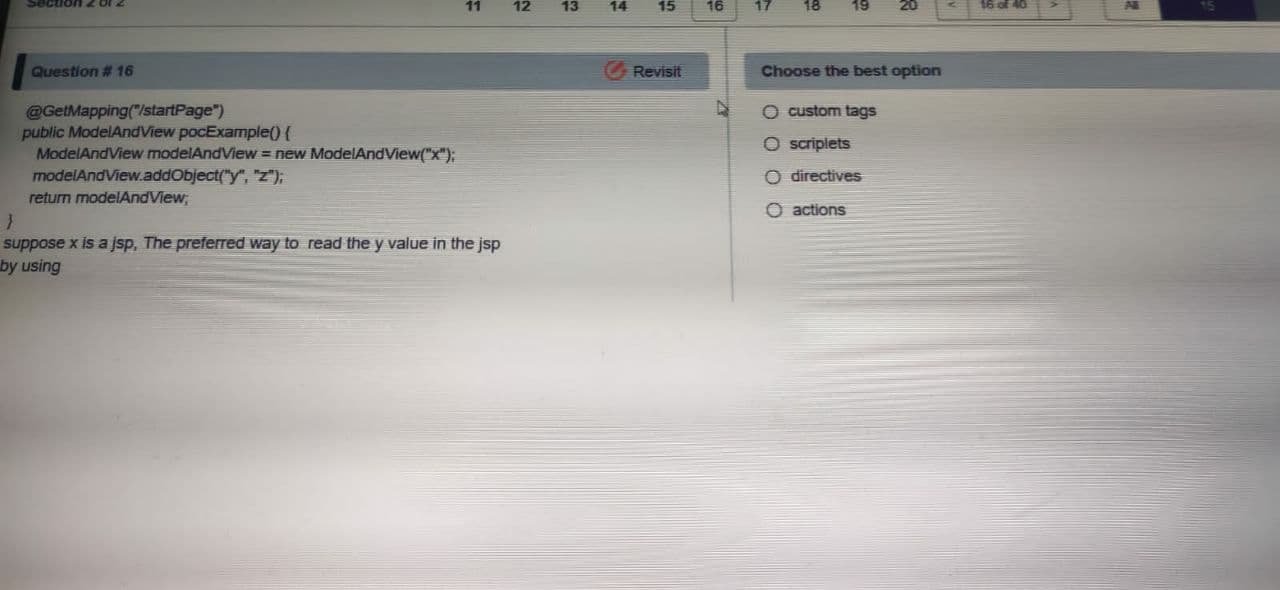 Section 2 of 2
11 12 13 14 15 16 17 18 19 20 < 16 of 40 > All 15
Question # 16
Revisit
@GetMapping("/startPage")
public ModelAndView pocExample() {
ModelAndView modelAndView = new ModelAndView("x");
modelAndView.addObject("y", "z");
return modelAndView;
}
suppose x is a jsp, The preferred way to read the y value in the jsp
by using
Choose the best option
custom tags
scriplets
directives
actions